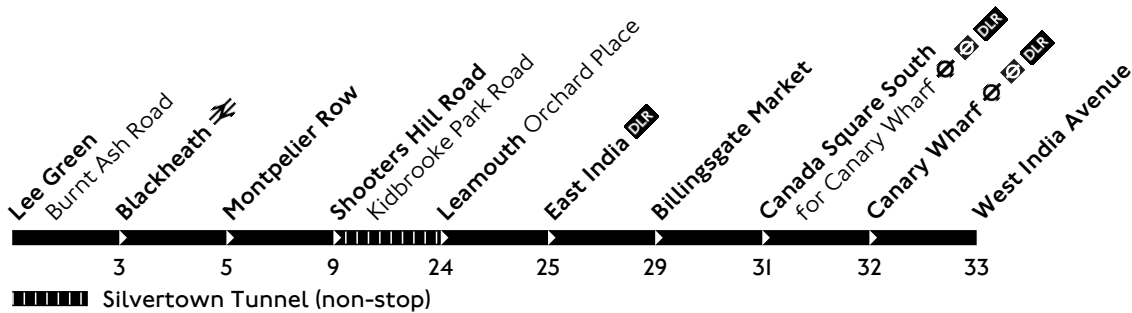 Lee Green
Burnt Ash Road
Blackheath
Montpelier Row
Shooters Hill Road
Kidbrooke Park Road
Leamouth Orchard Place
East India DLR
Billingsgate Market
Canada Square South
for Canary Wharf DLR
Canary Wharf DLR
West India Avenue
3 5 9 24 25 29 31 32 33
Silvertown Tunnel (non-stop)